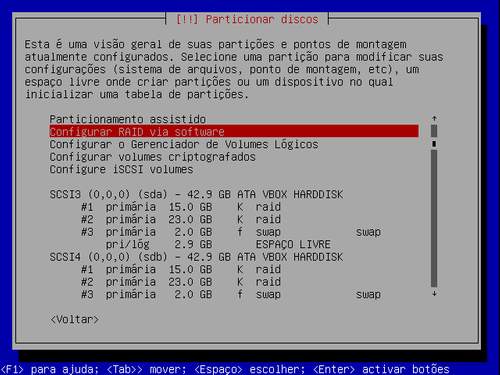 [!!] Particionar discos
Esta é uma visão geral de suas partições e pontos de montagem
atualmente configurados. Selecione uma partição para modificar suas
configurações (sistema de arquivos, ponto de montagem, etc), um
espaço livre onde criar partições ou um dispositivo no qual
inicializar uma tabela de partições.
Particionamento assistido
Configurar RAID via software
Configurar o Gerenciador de Volumes Lógicos
Configurar volumes criptografados
Configure iSCSI volumes
SCSI3 (0,0,0) (sda) - 42.9 GB ATA VBOX HARDDISK
#1 primária 15.0 GB K raid
#2 primária 23.0 GB K raid
#3 primária 2.0 GB f swap swap
pri/lóg 2.9 GB ESPAÇO LIVRE
SCSI4 (0,0,0) (sdb) - 42.9 GB ATA VBOX HARDDISK
#1 primária 15.0 GB K raid
#2 primária 23.0 GB K raid
#3 primária 2.0 GB f swap swap
<Voltar>
<F1> para ajuda; <Tab>> mover; <Espaço> escolher; <Enter> activar botões